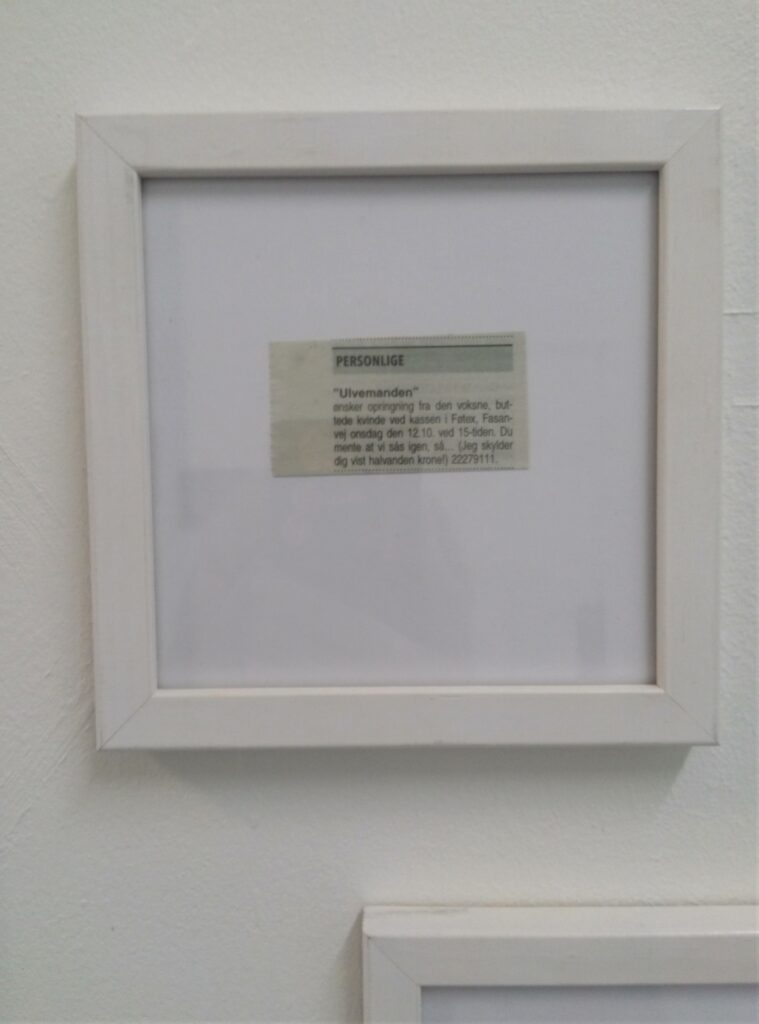 PERSONLIGE
"Ulvemanden"
ønsker opringning fra den voksne, but-
tede kvinde ved kassen i Føtex, Fasan-
vej onsdag den 12.10. ved 15-tiden. Du
mente at vi sås igen, så... (Jeg skylder
dig vist halvanden krone!) 22279111.